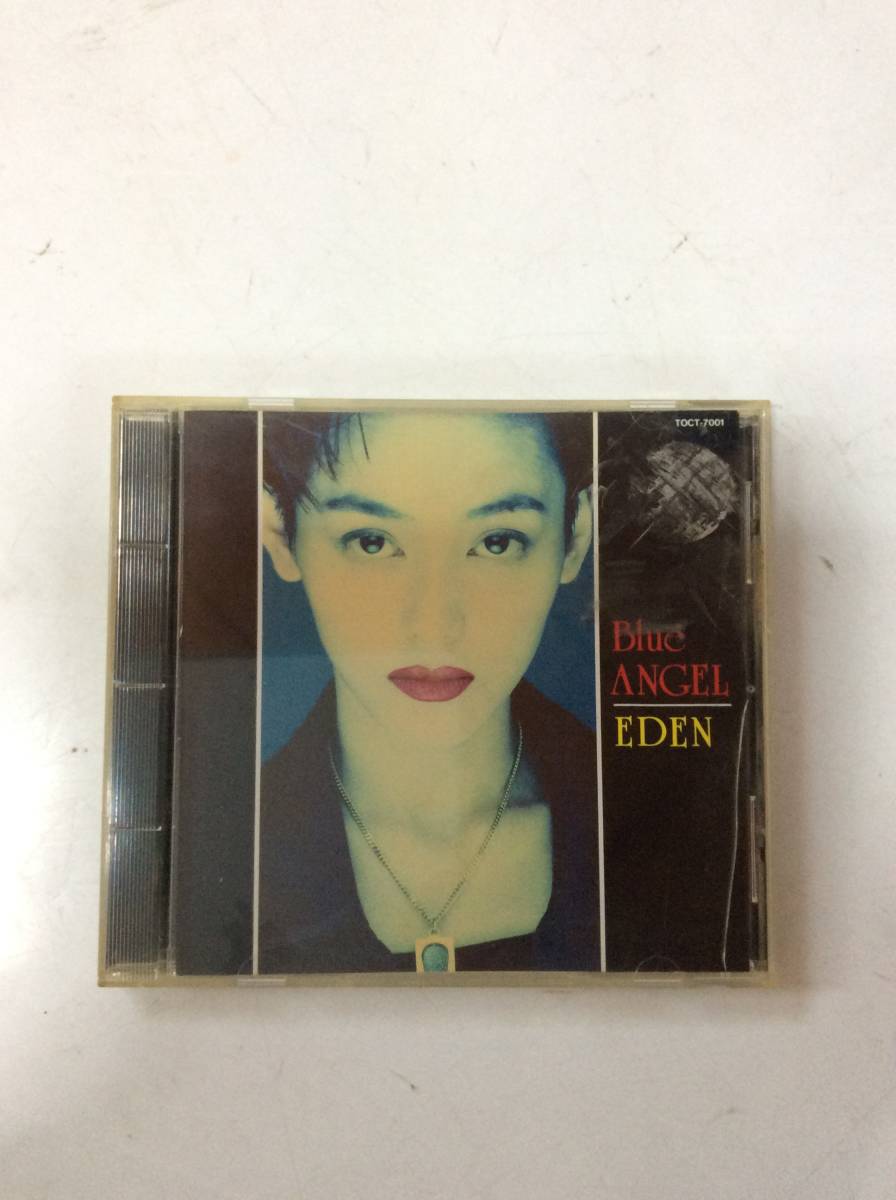 TOCT-7001
Blue
ANGEL
EDEN